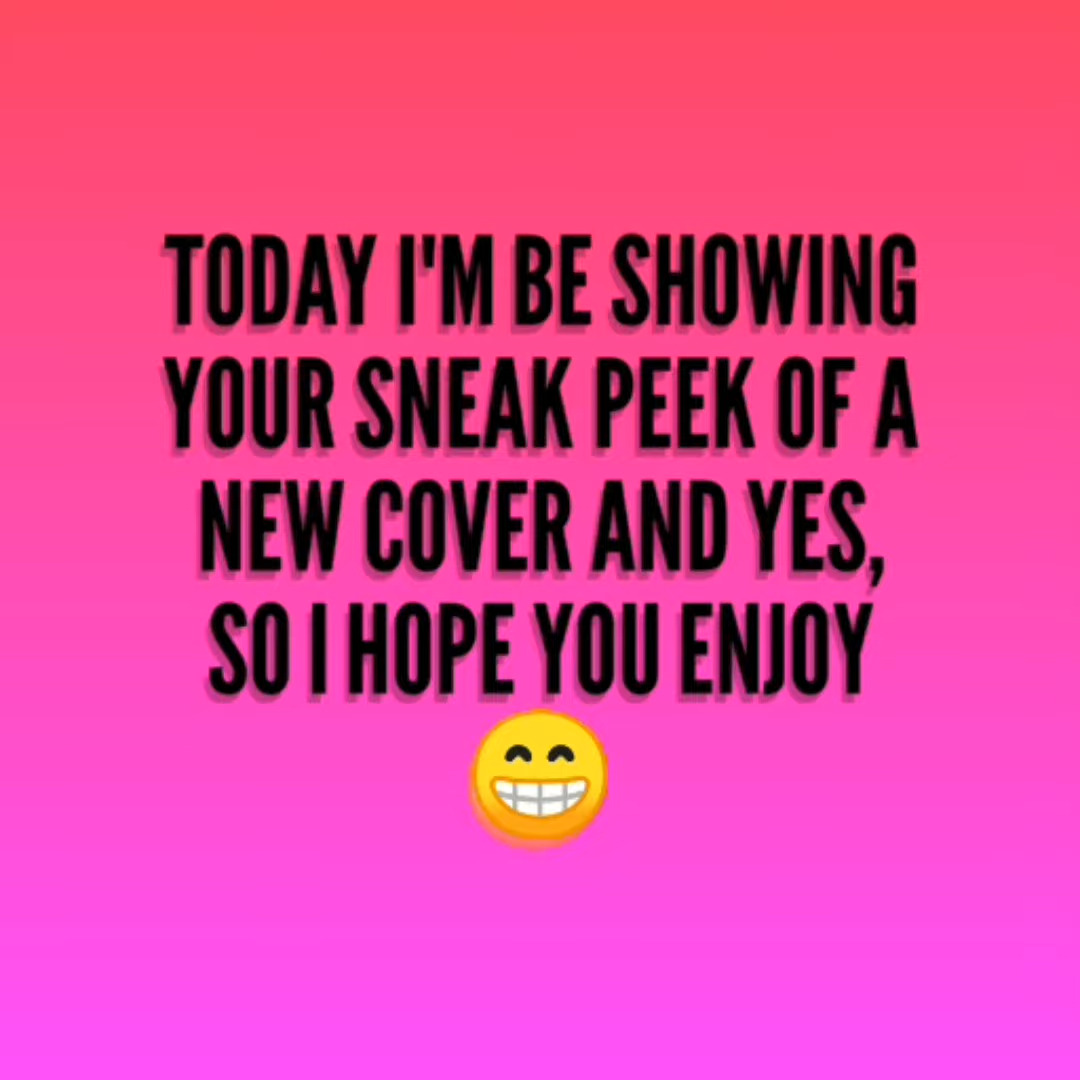 TODAY I'M BE SHOWING
YOUR SNEAK PEEK OF A
NEW COVER AND YES,
SO I HOPE YOU ENJOY
😁